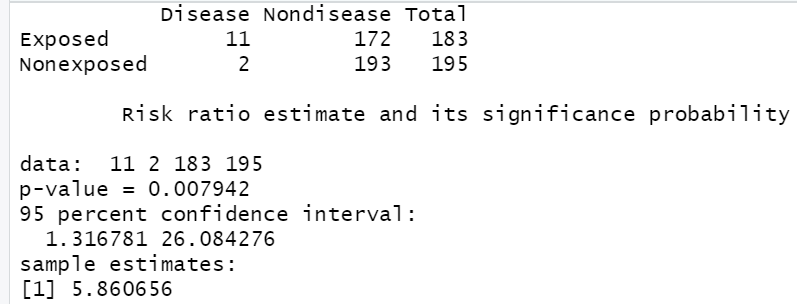 Disease Nondisease Total
Exposed 11 172 183
Nonexposed 2 193 195
Risk ratio estimate and its significance probability
data: 11 2 183 195
p-value = 0.007942
95 percent confidence interval:
1.316781 26.084276
sample estimates:
[1] 5.860656